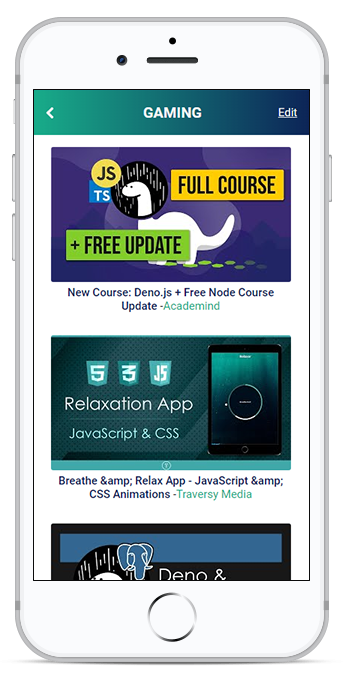 GAMING
Edit
JS
TS
FULL COURSE
+ FREE UPDATE
New Course: Deno.js + Free Node Course
Update -Academind
5 3 JS
Relaxation App
JavaScript & CSS
T
Breathe &amp; Relax App - JavaScript &amp;
CSS Animations -Traversy Media
Deno &